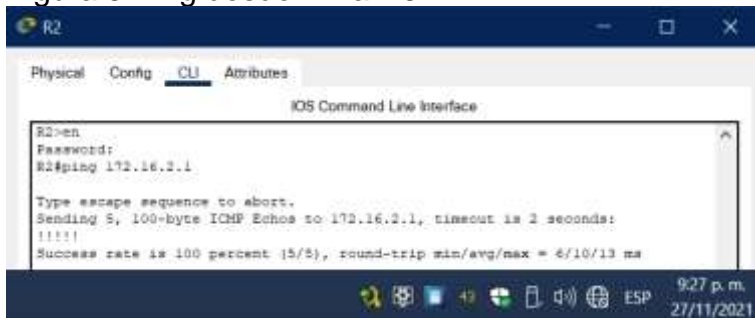 R2
Physical Config CLI Attributes
IOS Command Line Interface
R2>en
Password:
R2#ping 172.16.2.1
Type escape sequence to abort.
Sending 5, 100-byte ICMP Echos to 172.16.2.1, timeout is 2 seconds:
!!!!!
Success rate is 100 percent (5/5), round-trip min/avg/max = 6/10/13 ms
ESP
9:27 p. m.
27/11/2021